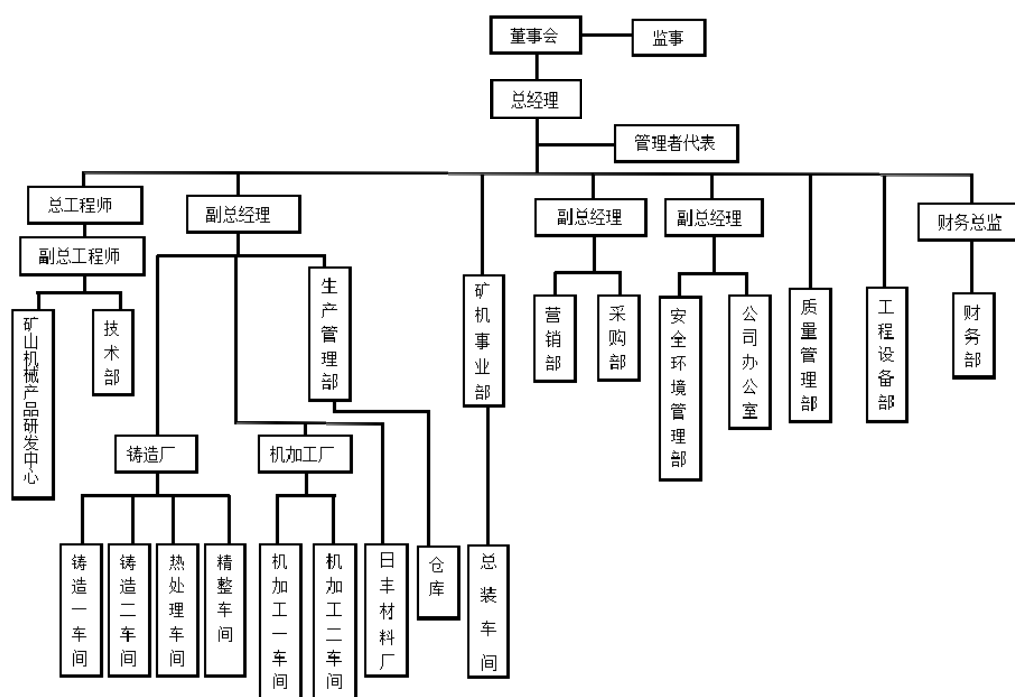 董事会
监事
总经理
管理者代表
总工程师
副总经理
副总经理
副总经理
财务总监
副总工程师
矿山机械产品研发中心
技术部
生产管理部
矿机事业部
营销部
采购部
安全环境管理部
公司办公室
质量管理部
工程设备部
财务部
铸造厂
机加工厂
铸造一车间
铸造二车间
热处理车间
精整车间
机加工一车间
机加工二车间
日丰材料厂
仓库
总装车间